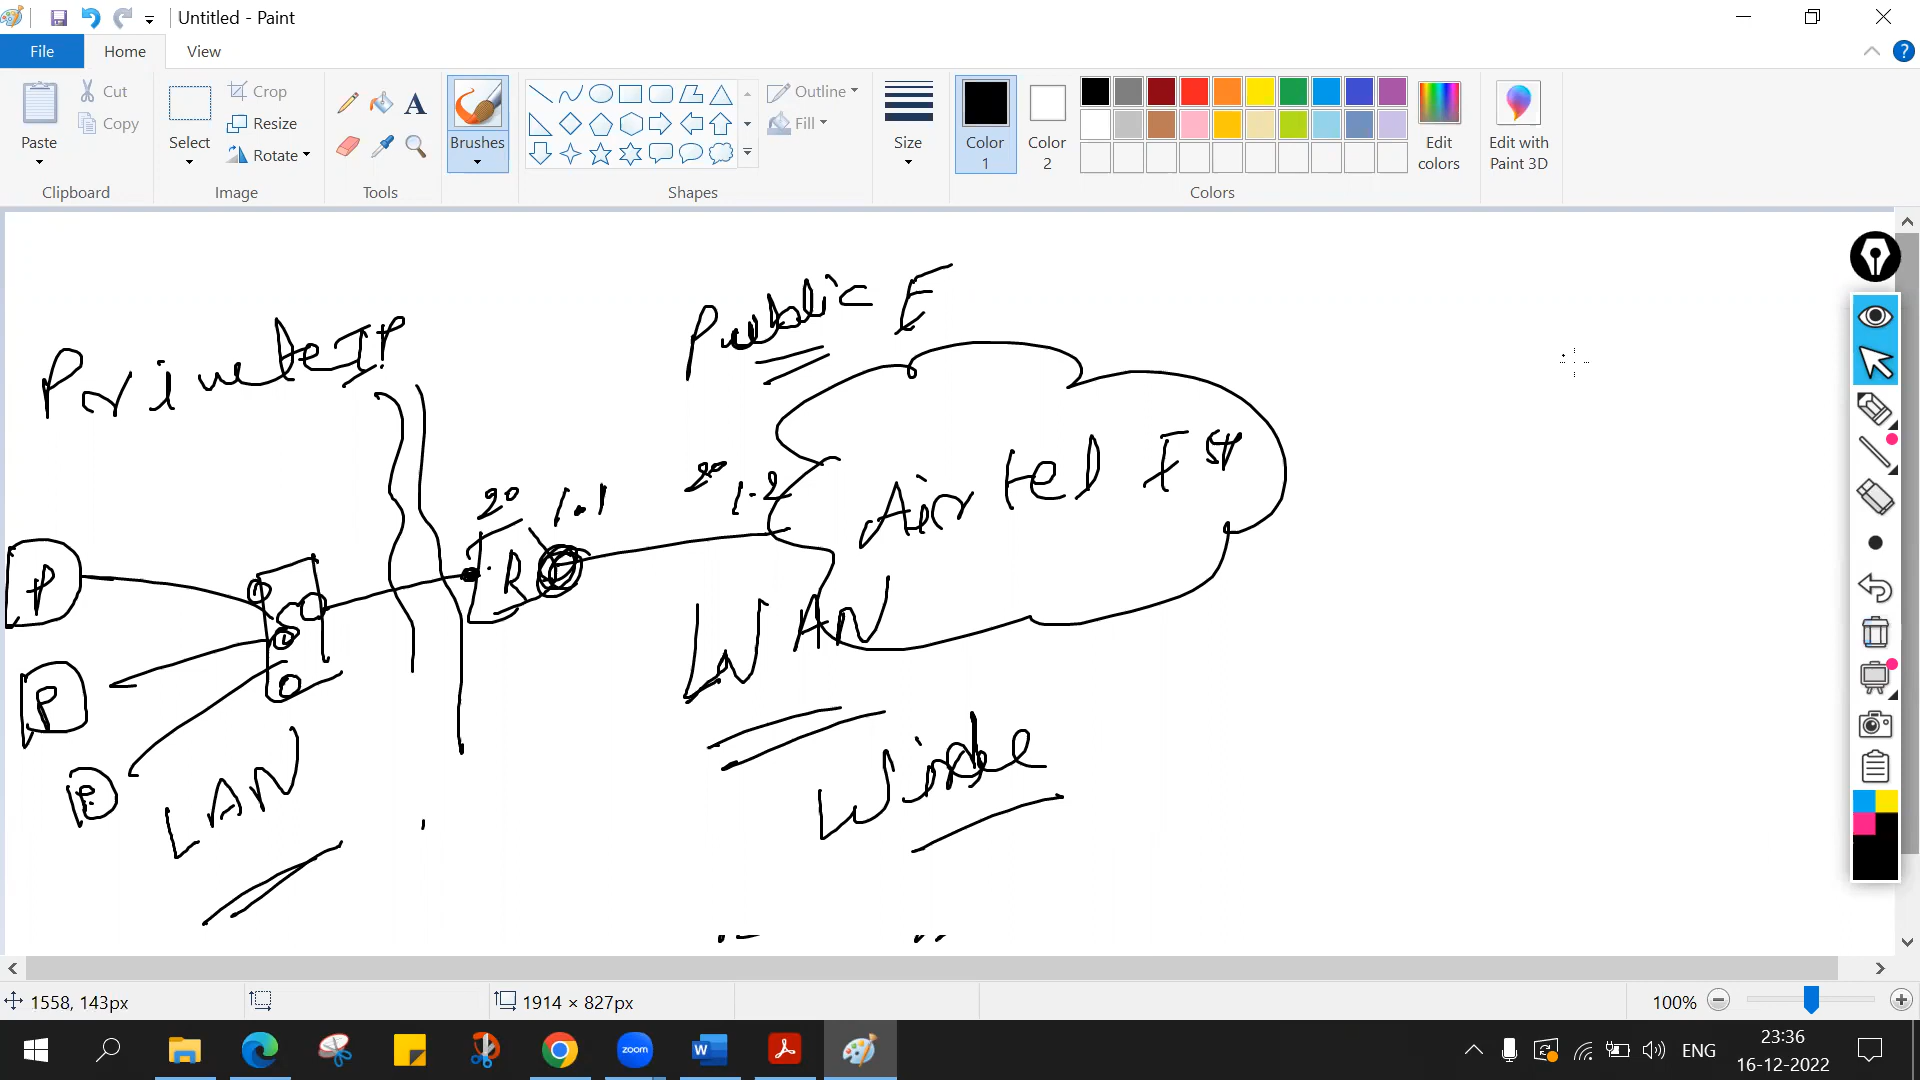 Untitled - Paint
File Home View
Paste
Cut
Copy
Clipboard
Select
Crop
Resize
Rotate
Image
Tools
Brushes
Shapes
Outline
Fill
Size
Color 1
Color 2
Edit colors
Colors
Edit with Paint 3D
Private IP
Public
20 1.1
20 1.2
Airtel ISP
P
S
R
P
P
LAN
WAN
1558, 143px
1914 × 827px
100%
zoom
ENG
23:36
16-12-2022